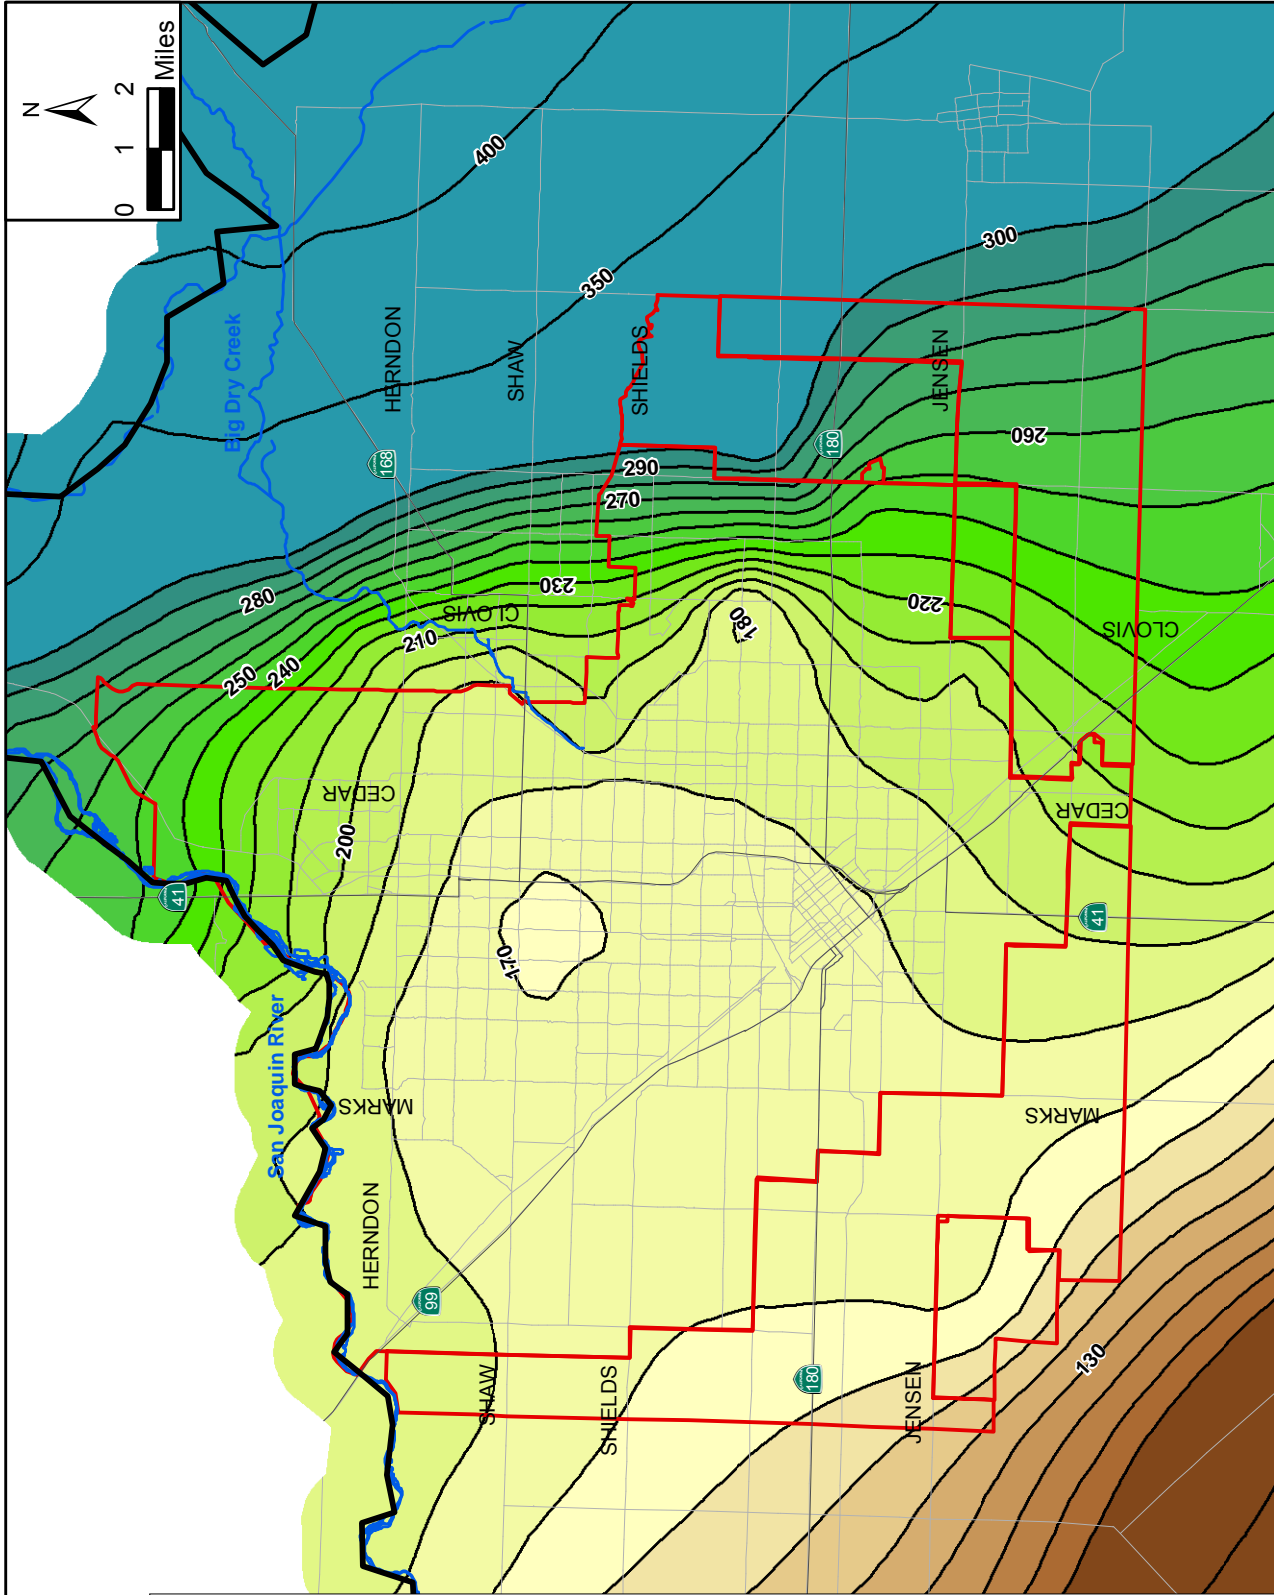 N
0 1 2
Miles
400
350
300
Big Dry Creek
HERNDON
SHAW
SHIELDS
JENSEN
168
180
290
270
260
280
230
220
210
CLOVIS
CLOVIS
180
250
240
CEDAR
CEDAR
200
41
41
170
San Joaquin River
MARKS
MARKS
HERNDON
99
SHAW
SHIELDS
180
JENSEN
130